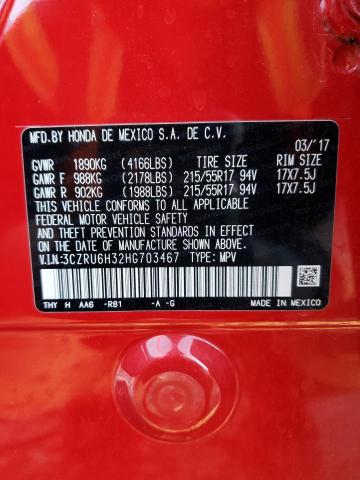 MFD.BY HONDA DE MEXICO S.A. DE C.V.
03/'17
GVWR 1890KG (4166LBS) TIRE SIZE RIM SIZE
GAWR F 988KG (2178LBS) 215/55R17 94V 17X7.5J
GAWR R 902KG (1988LBS) 215/55R17 94V 17X7.5J
THIS VEHICLE CONFORMS TO ALL APPLICABLE
FEDERAL MOTOR VEHICLE SAFETY
AND THEFT PREVENTION STANDARDS IN EFFECT
ON THE DATE OF MANUFACTURE SHOWN ABOVE.
V.I.N:3CZRU6H32HG703467 TYPE: MPV
THY H AA6 -R81 -A -G MADE IN MEXICO